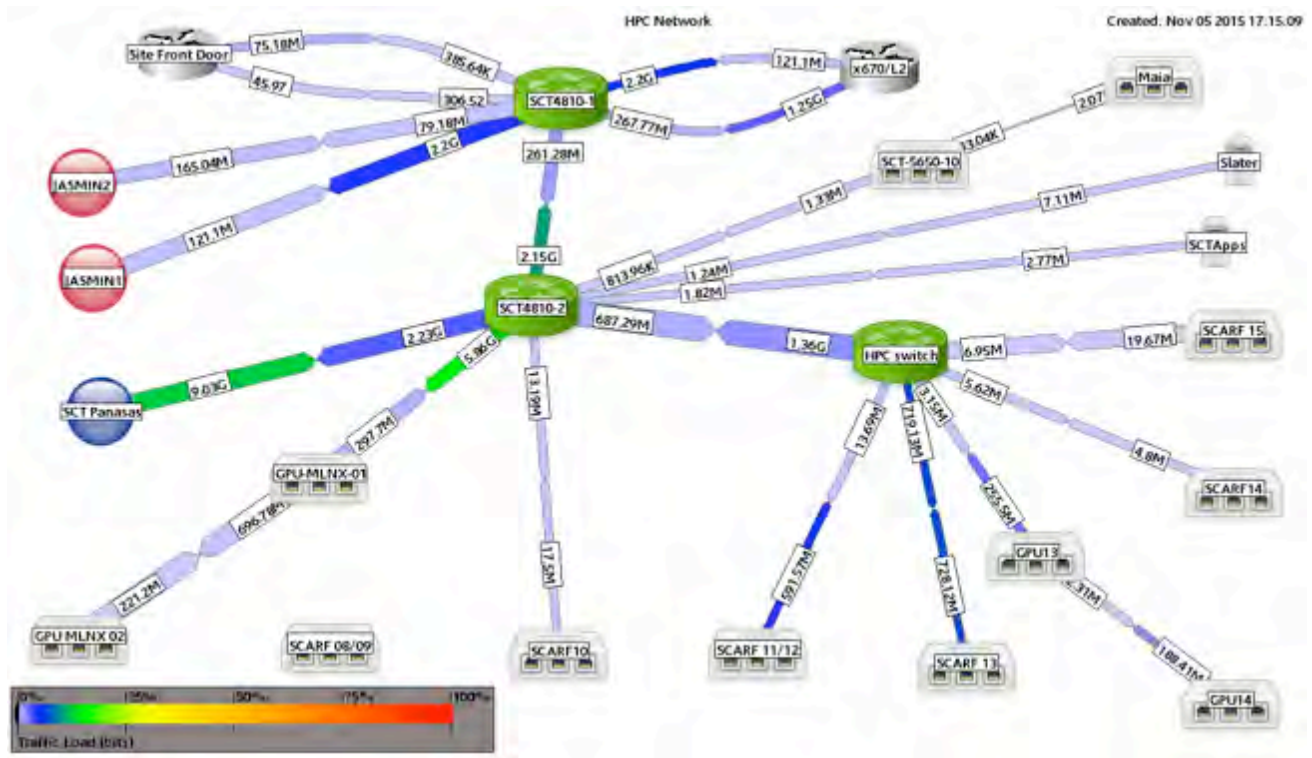 HPC Network
Created: Nov 05 2015 17.15.09
Site Front Door
75.18M
385.64K
45.97
306.52
SCT4810-1
2.2G
121.1M
x670/L2
267.77M
1.25G
Maia
2.07
13.04K
SCT-5650-10
JASMIN2
165.04M
79.18M
2.2G
261.28M
1.33M
7.11M
Slater
JASMIN1
121.1M
2.15G
813.96K
1.24M
2.77M
SCTApps
1.82M
SCT4810-2
687.29M
1.36G
HPC switch
6.95M
19.67M
SCARF 15
2.23G
5.86G
9.03G
SCT Panasas
13.19M
13.69M
719.13M
3.15M
5.62M
4.8M
SCARF14
297.7M
GPU-MLNX-01
696.78M
255.5M
GPU13
17.5M
591.57M
728.12M
221.2M
GPU MLNX 02
SCARF 08/09
SCARF10
SCARF 11/12
SCARF 13
188.41M
GPU14
0%
25%
50%
75%
100%
Traffic Load (bits)